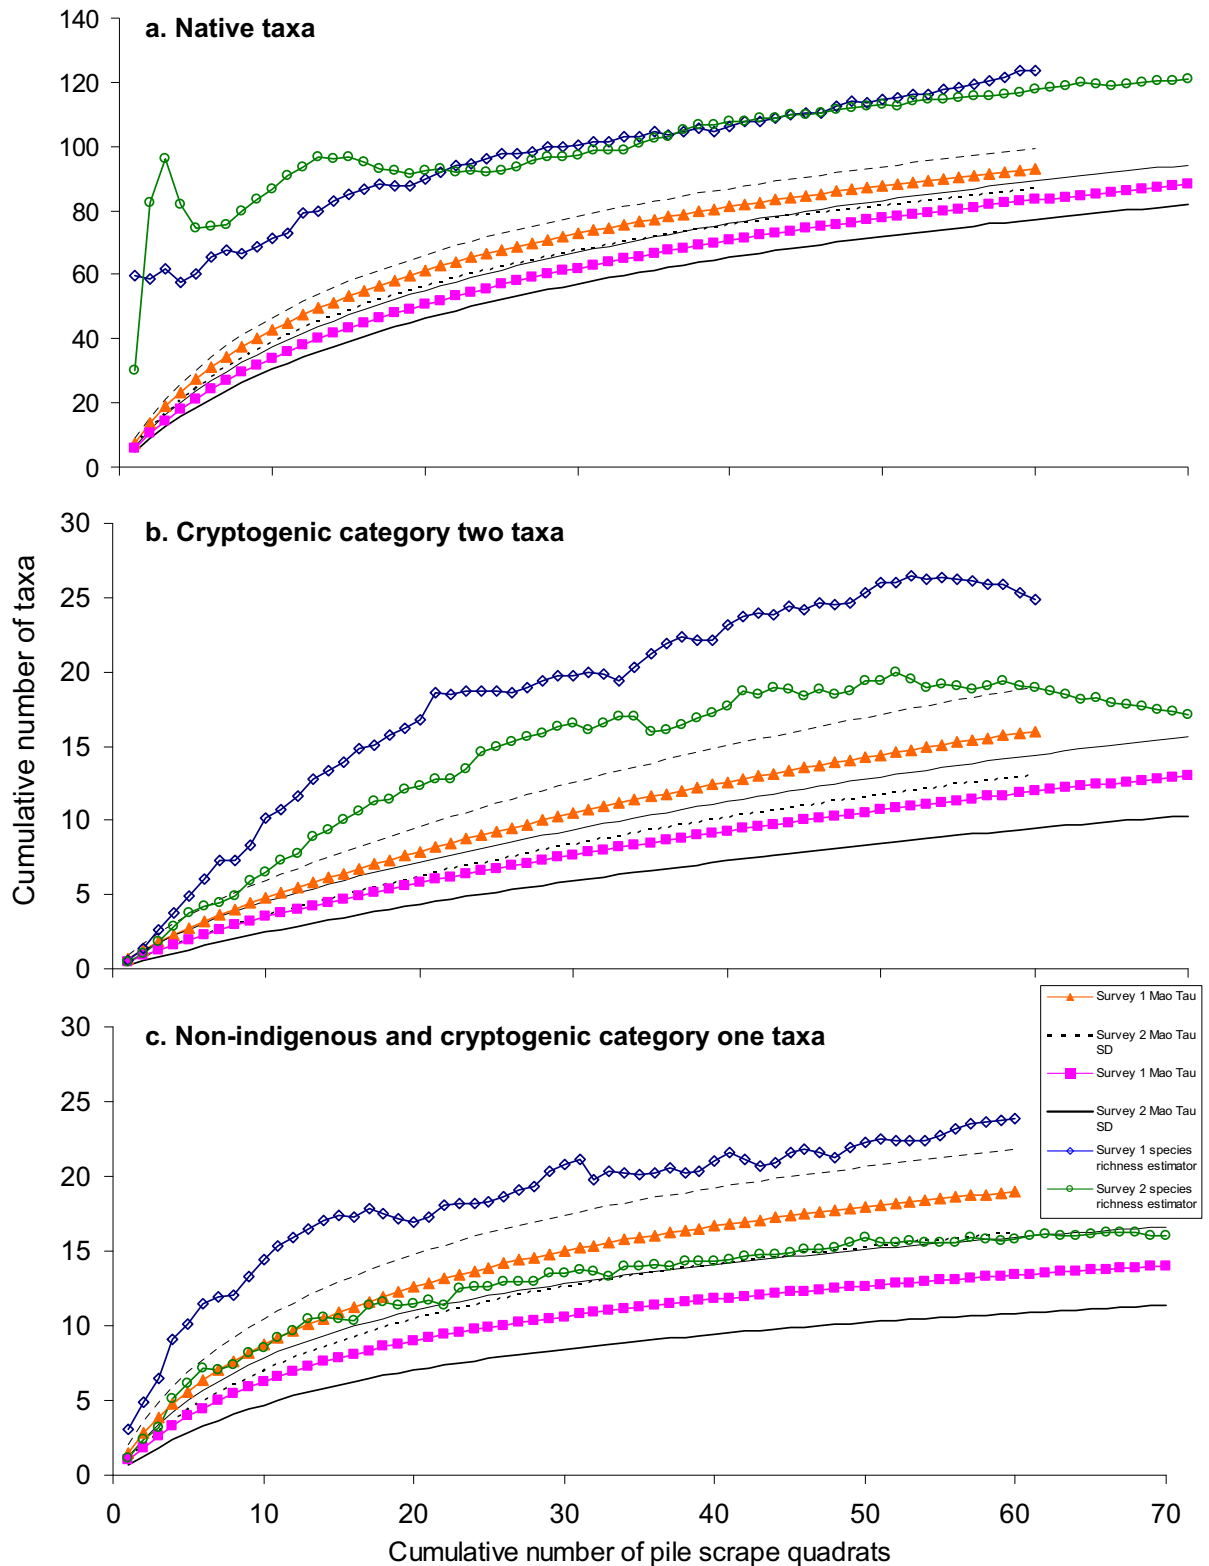 a. Native taxa
140
120
100
80
60
40
20
0
b. Cryptogenic category two taxa
30
25
20
15
10
5
0
Cumulative number of taxa
c. Non-indigenous and cryptogenic category one taxa
30
25
20
15
10
5
0
Survey 1 Mao Tau
Survey 2 Mao Tau
SD
Survey 1 Mao Tau
Survey 2 Mao Tau
SD
Survey 1 species
richness estimator
Survey 2 species
richness estimator
0 10 20 30 40 50 60 70
Cumulative number of pile scrape quadrats